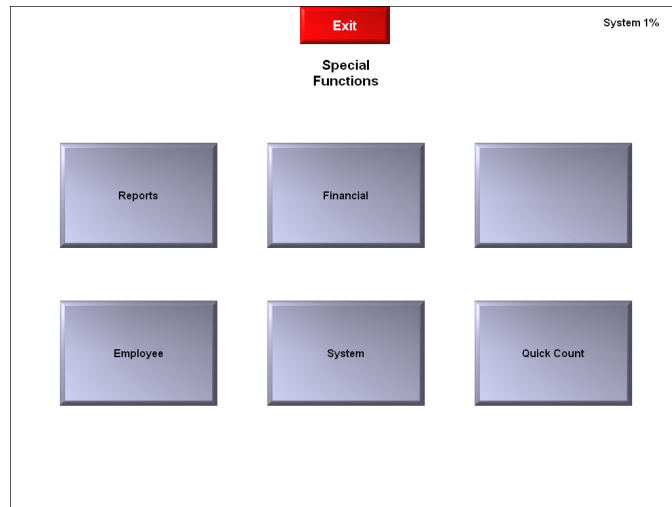 Exit
System 1%
Special
Functions
Reports
Financial
Employee
System
Quick Count